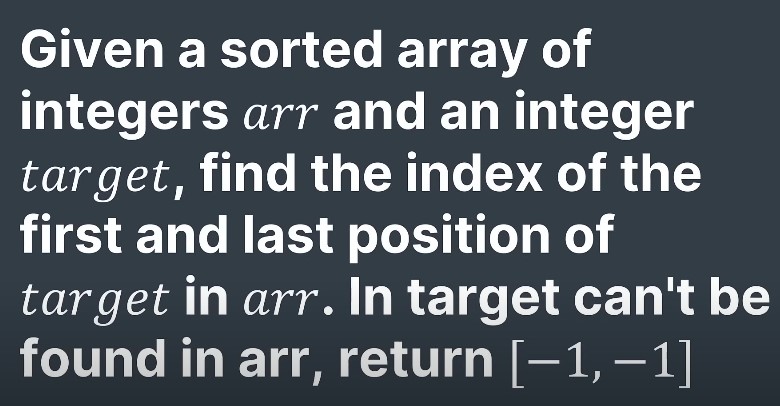 Given a sorted array of
integers arr and an integer
target, find the index of the
first and last position of
target in arr. In target can't be
found in arr, return [−1, −1]